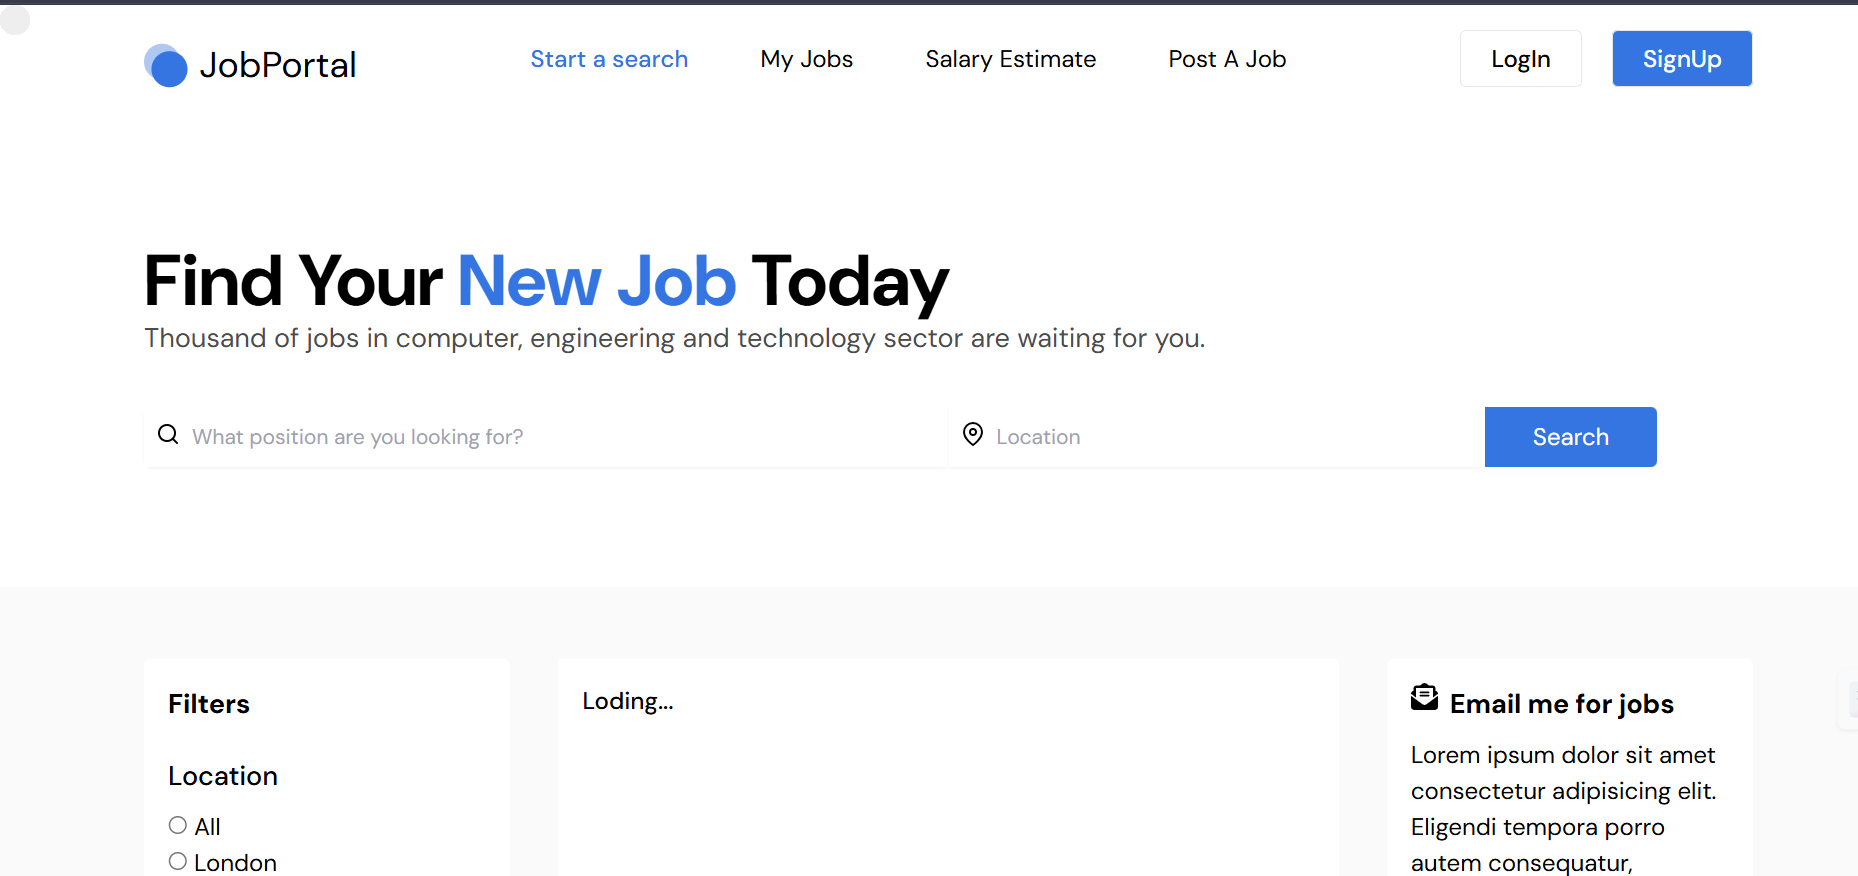 JobPortal
Start a search
My Jobs
Salary Estimate
Post A Job
LogIn
SignUp
Find Your New Job Today
Thousand of jobs in computer, engineering and technology sector are waiting for you.
What position are you looking for?
Location
Search
Filters
Location
All
London
Loding...
Email me for jobs
Lorem ipsum dolor sit amet
consectetur adipisicing elit.
Eligendi tempora porro
autem consequatur,